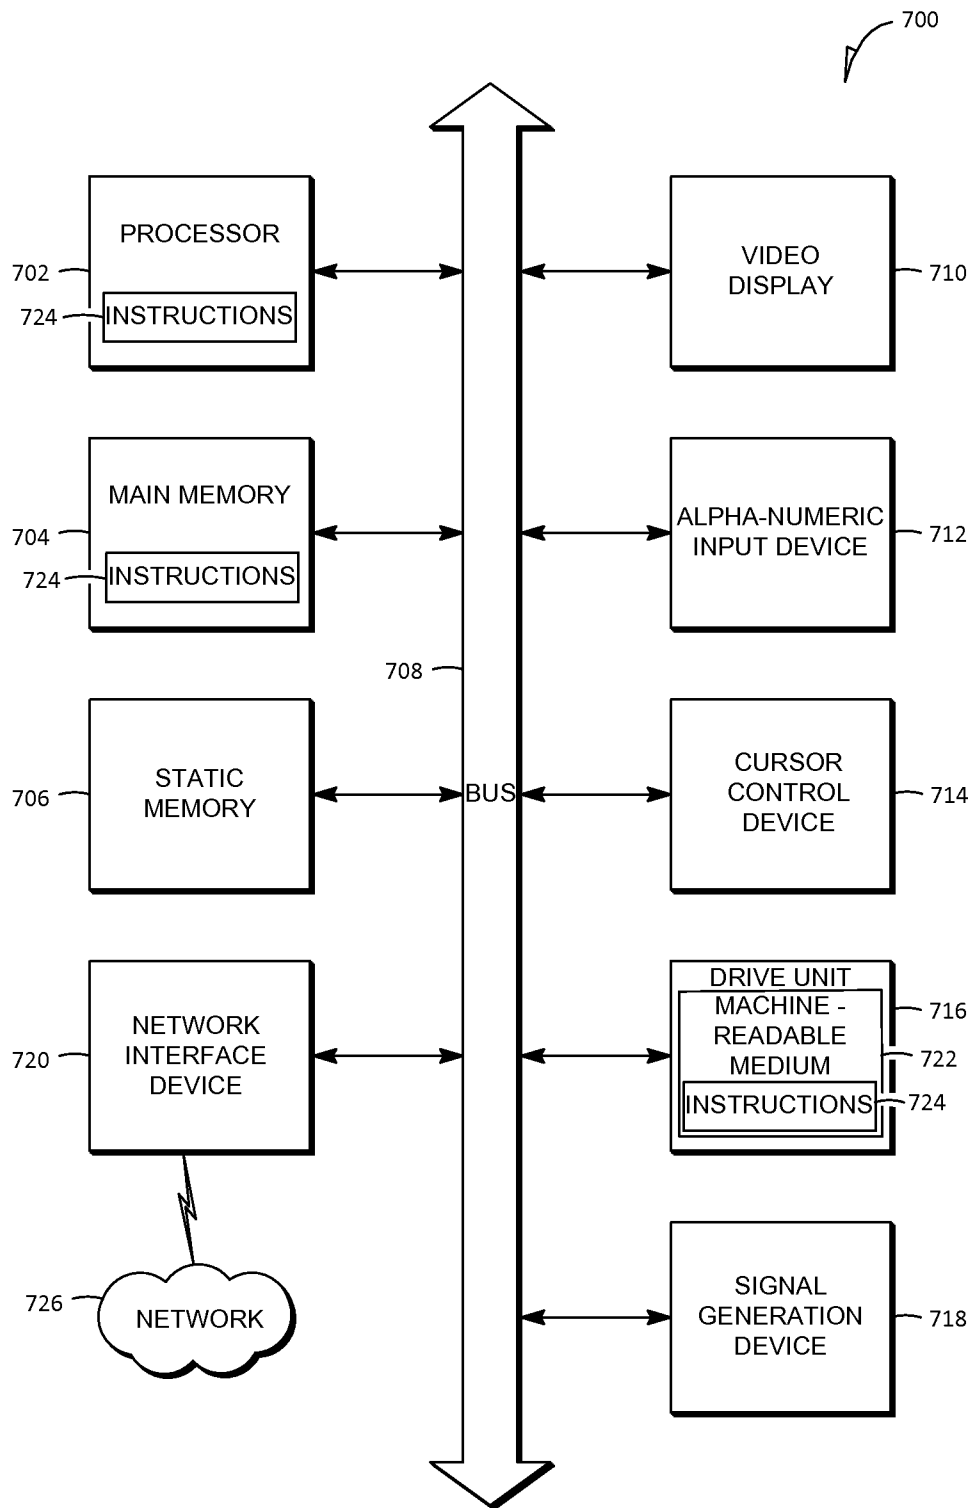 700
PROCESSOR
702
724
INSTRUCTIONS
VIDEO
DISPLAY
710
MAIN MEMORY
704
724
INSTRUCTIONS
ALPHA-NUMERIC
INPUT DEVICE
712
708
STATIC
MEMORY
706
BUS
CURSOR
CONTROL
DEVICE
714
NETWORK
INTERFACE
DEVICE
720
DRIVE UNIT
MACHINE -
READABLE
MEDIUM
INSTRUCTIONS
716
722
724
726
NETWORK
SIGNAL
GENERATION
DEVICE
718